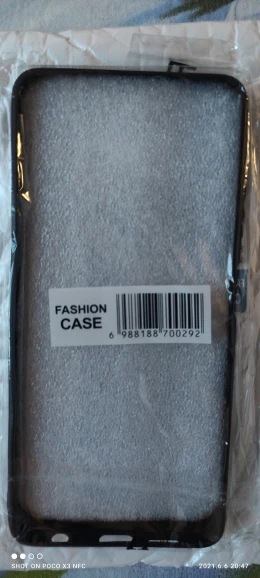 FASHION
CASE
6 988188 700292
SHOT ON POCO X3 NFC
2021.6.6 20:47